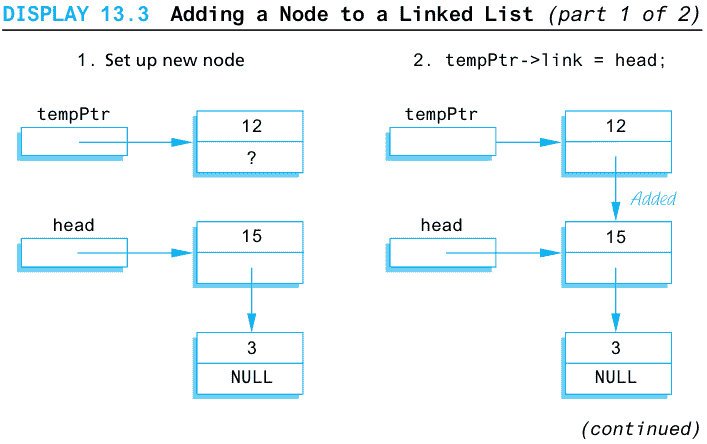 DISPLAY 13.3 Adding a Node to a Linked List (part 1 of 2)
1. Set up new node
2. tempPtr->link = head;
tempPtr
12
?
head
15
3
NULL
tempPtr
12
Added
head
15
3
NULL
(continued)